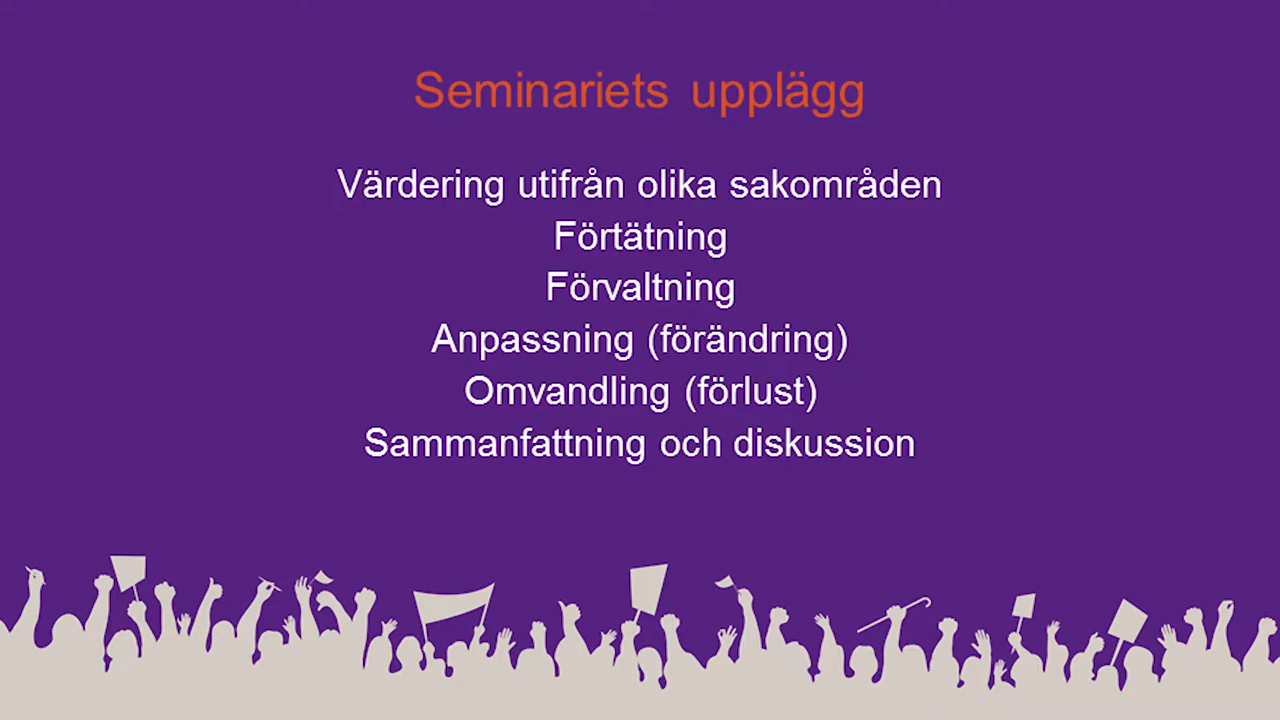 Seminariets upplägg
Värdering utifrån olika sakområden
Förtätning
Förvaltning
Anpassning (förändring)
Omvandling (förlust)
Sammanfattning och diskussion